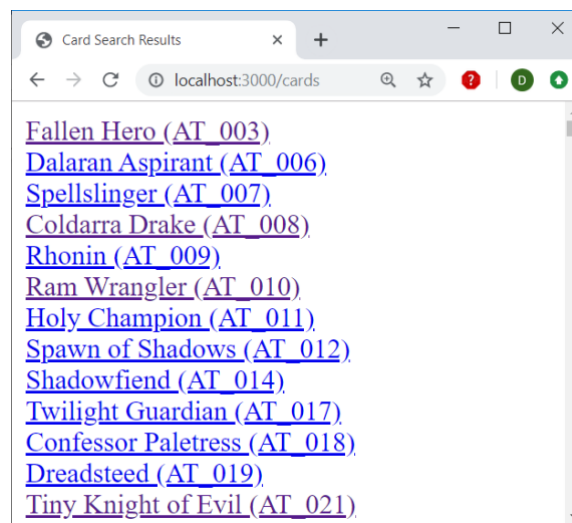 Card Search Results
localhost:3000/cards
D
Fallen Hero (AT_003)
Dalaran Aspirant (AT_006)
Spellslinger (AT_007)
Coldarra Drake (AT_008)
Rhonin (AT_009)
Ram Wrangler (AT_010)
Holy Champion (AT_011)
Spawn of Shadows (AT_012)
Shadowfiend (AT_014)
Twilight Guardian (AT_017)
Confessor Paletress (AT_018)
Dreadsteed (AT_019)
Tiny Knight of Evil (AT_021)